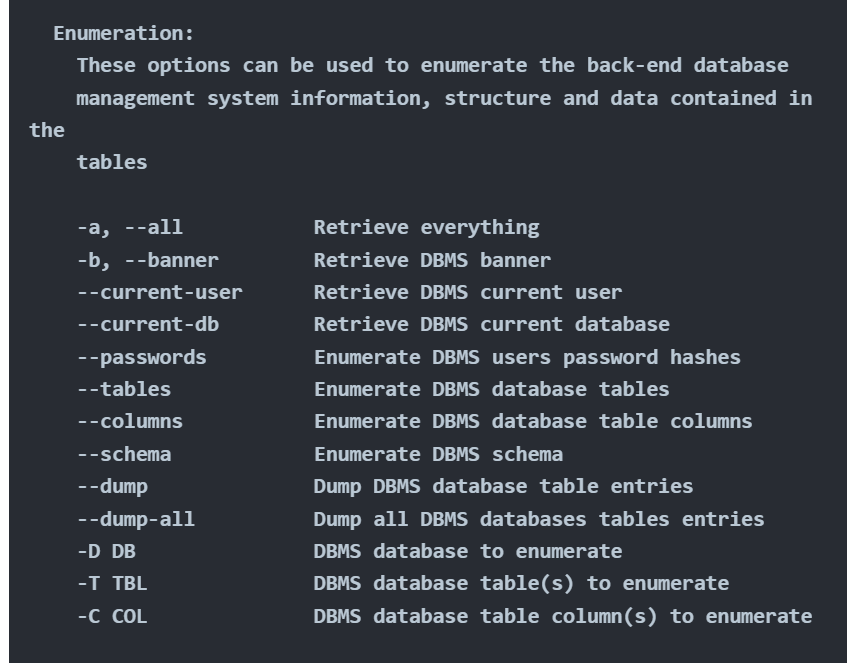 Enumeration:
These options can be used to enumerate the back-end database
management system information, structure and data contained in
the
tables
-a, --all Retrieve everything
-b, --banner Retrieve DBMS banner
--current-user Retrieve DBMS current user
--current-db Retrieve DBMS current database
--passwords Enumerate DBMS users password hashes
--tables Enumerate DBMS database tables
--columns Enumerate DBMS database table columns
--schema Enumerate DBMS schema
--dump Dump DBMS database table entries
--dump-all Dump all DBMS databases tables entries
-D DB DBMS database to enumerate
-T TBL DBMS database table(s) to enumerate
-C COL DBMS database table column(s) to enumerate